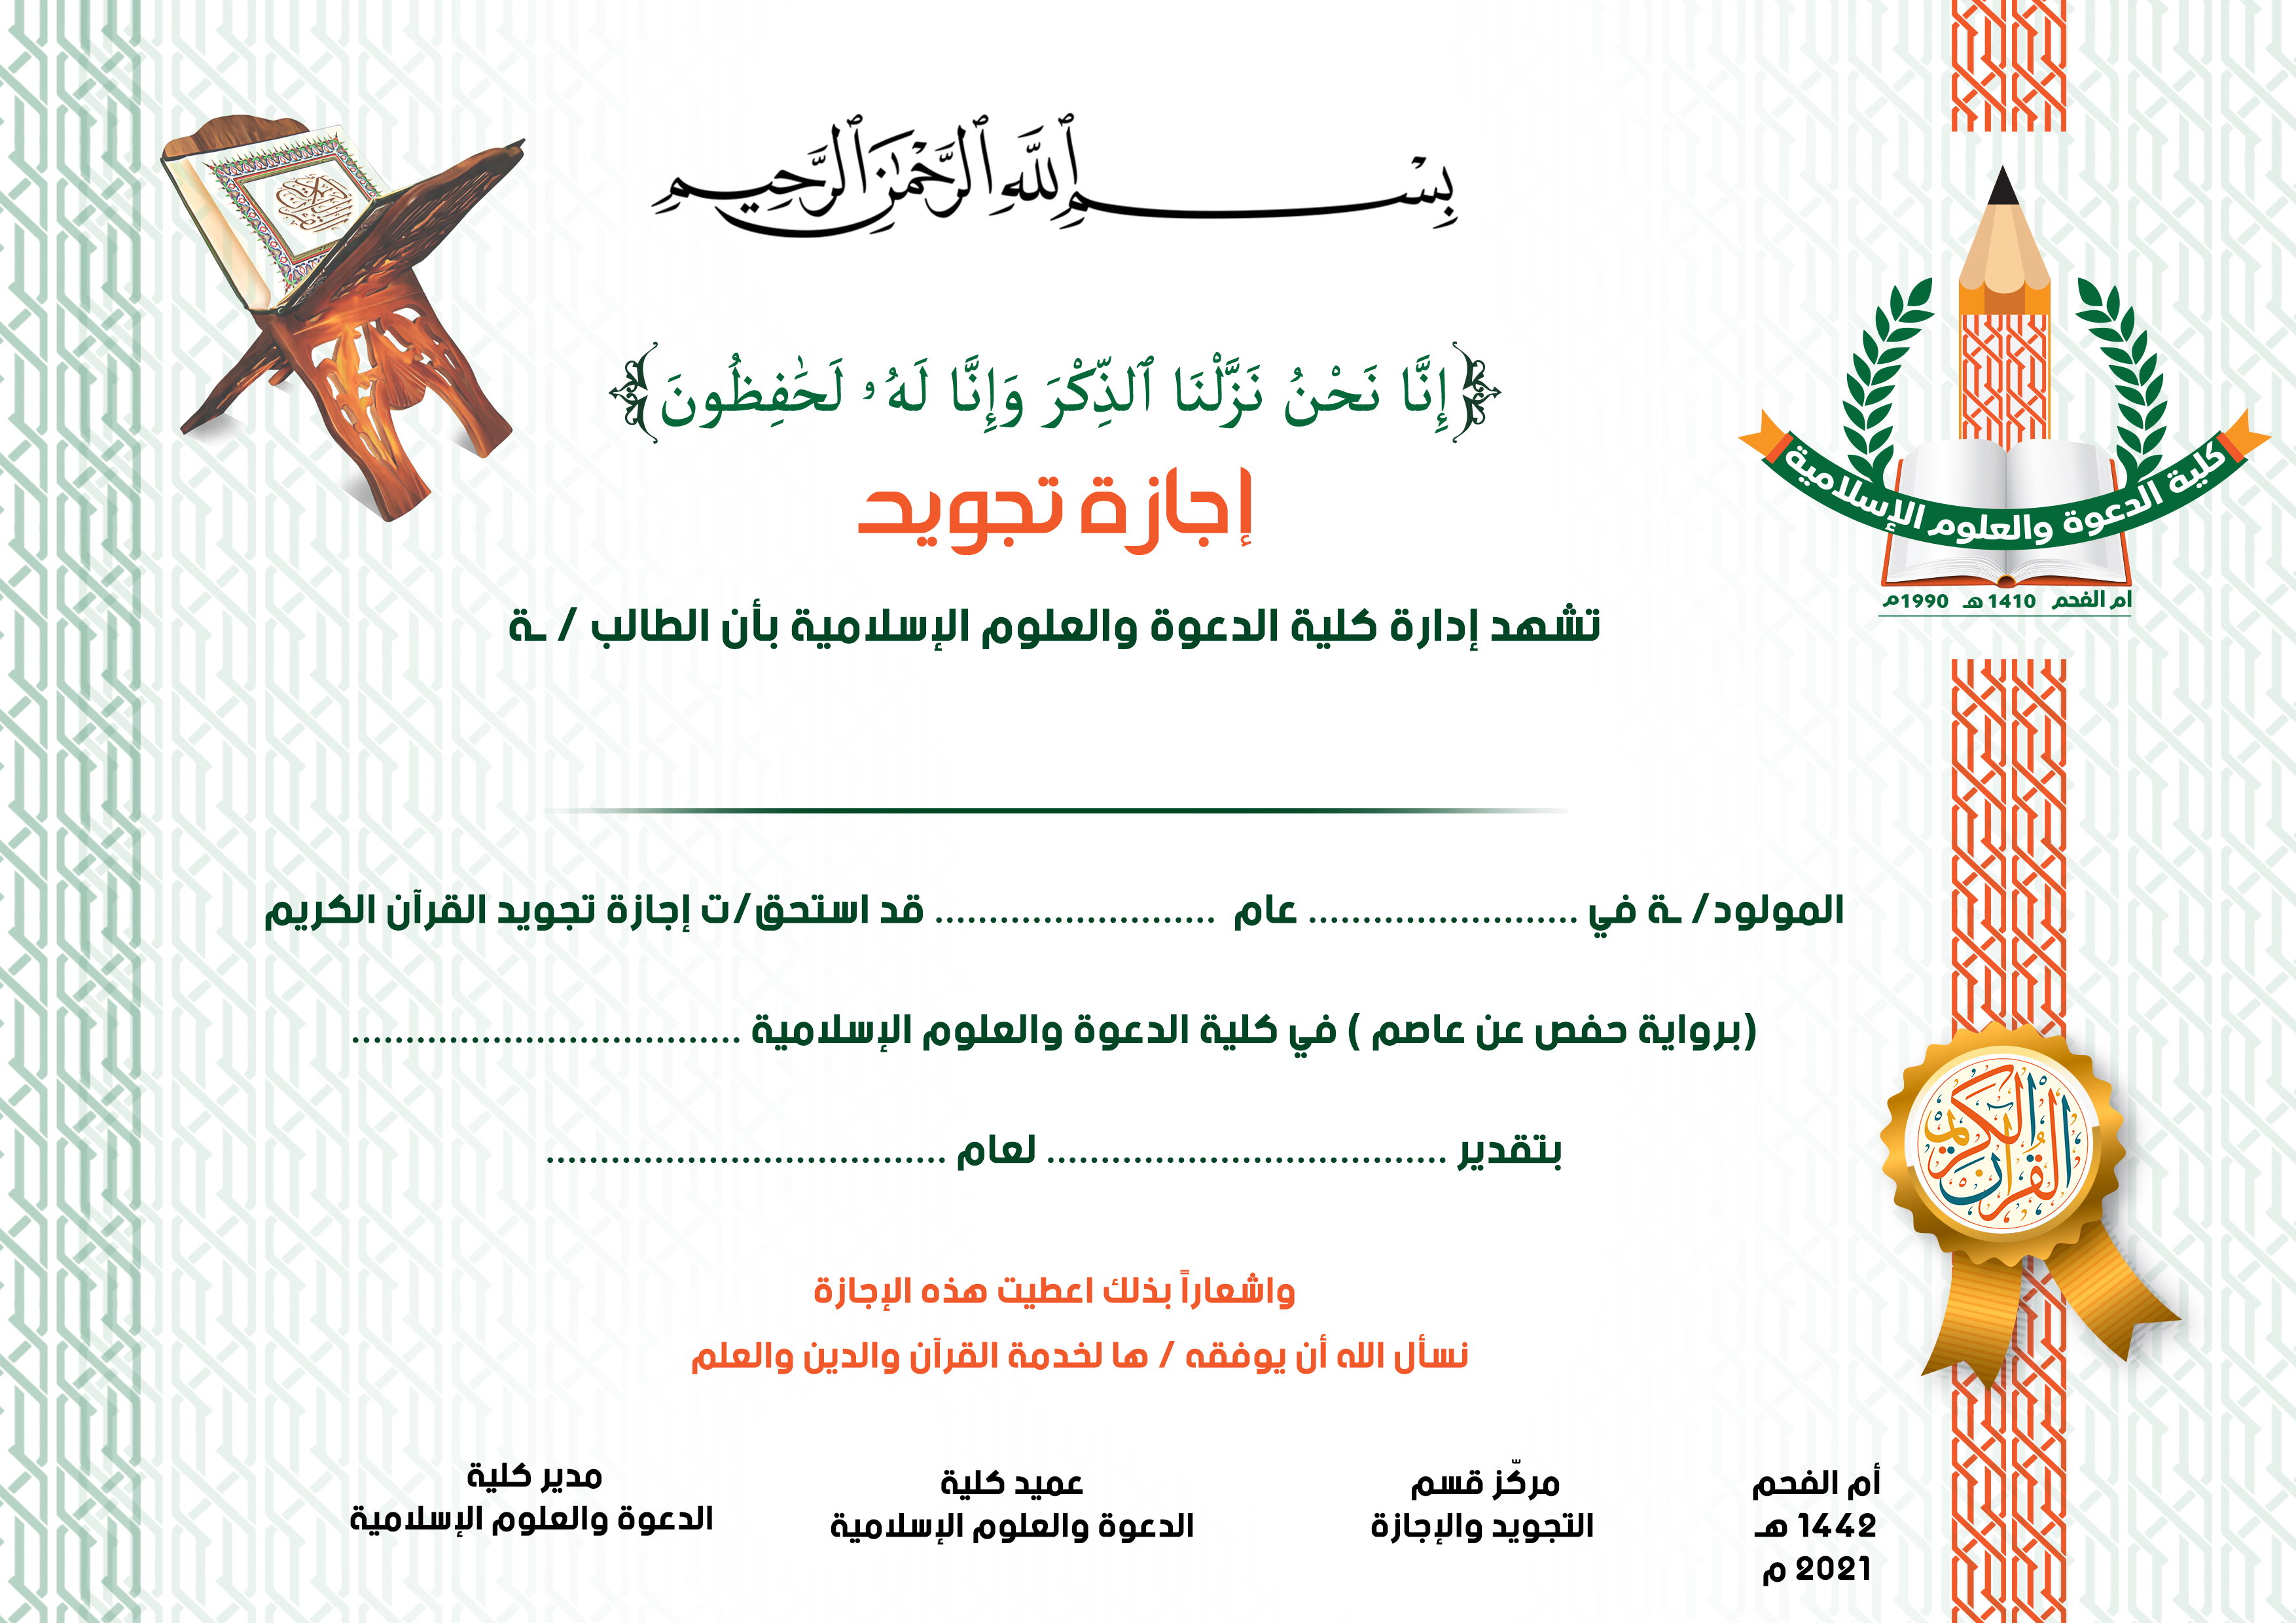 بِسْمِ ٱللَّهِ ٱلرَّحْمَٰنِ ٱلرَّحِيمِ
﴿إِنَّا نَحْنُ نَزَّلْنَا ٱلذِّكْرَ وَإِنَّا لَهُۥ لَحَٰفِظُونَ﴾
إجازة تجويد
كلية الدعوة والعلوم الإسلامية
ام الفحم 1410 هـ 1990م
تشهد إدارة كلية الدعوة والعلوم الإسلامية بأن الطالب / ـة
المولود/ ـة في ......................... عام .......................... قد استحق/ت إجازة تجويد القرآن الكريم
(برواية حفص عن عاصم ) في كلية الدعوة والعلوم الإسلامية ....................................
بتقدير ..................................... لعام .....................................
القرآن الكريم
واشعاراً بذلك اعطيت هذه الإجازة
نسأل الله أن يوفقه / ها لخدمة القرآن والدين والعلم
أم الفحم
1442 هـ
2021 م
مركّز قسم
التجويد والإجازة
عميد كلية
الدعوة والعلوم الإسلامية
مدير كلية
الدعوة والعلوم الإسلامية